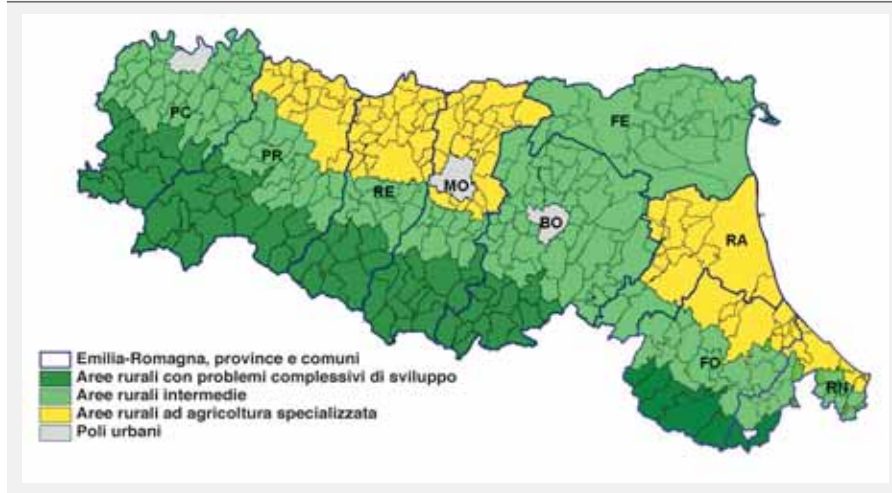 PC
FE
PR
RE
MO
BO
RA
FO
RN
Emilia-Romagna, province e comuni
Aree rurali con problemi complessivi di sviluppo
Aree rurali intermedie
Aree rurali ad agricoltura specializzata
Poli urbani